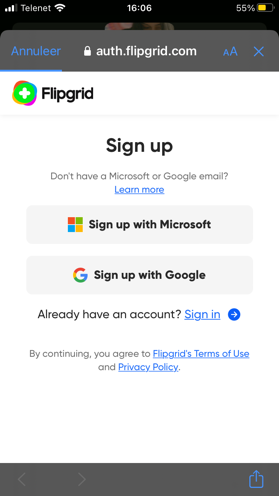 Telenet 16:06 55%
Annuleer auth.flipgrid.com AA
Flipgrid
Sign up
Don't have a Microsoft or Google email?
Learn more
Sign up with Microsoft
Sign up with Google
Already have an account? Sign in
By continuing, you agree to Flipgrid's Terms of Use
and Privacy Policy.